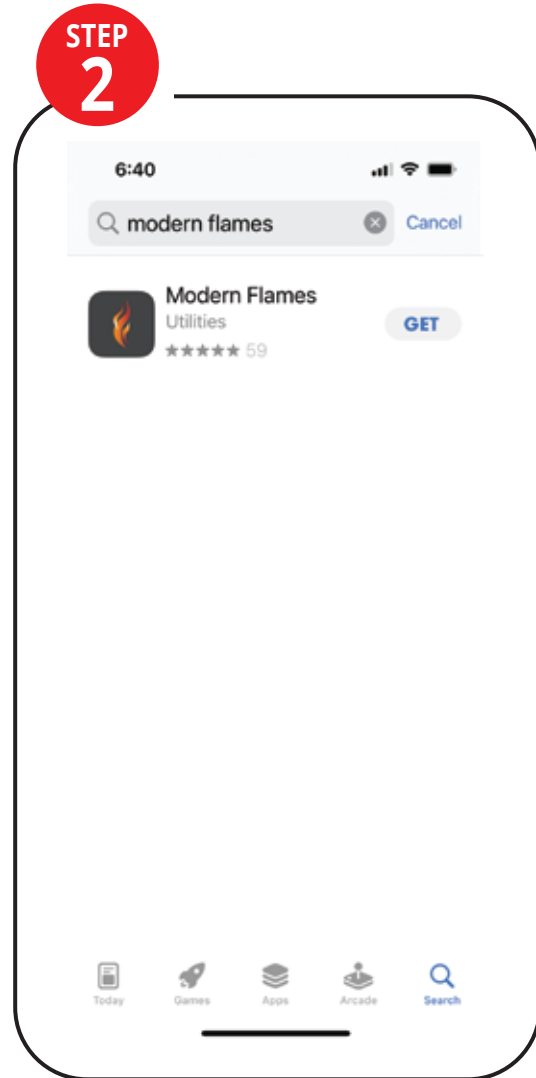 STEP
2
6:40
modern flames Cancel
Modern Flames
Utilities
GET
★★★★★ 59
Today Games Apps Arcade Search